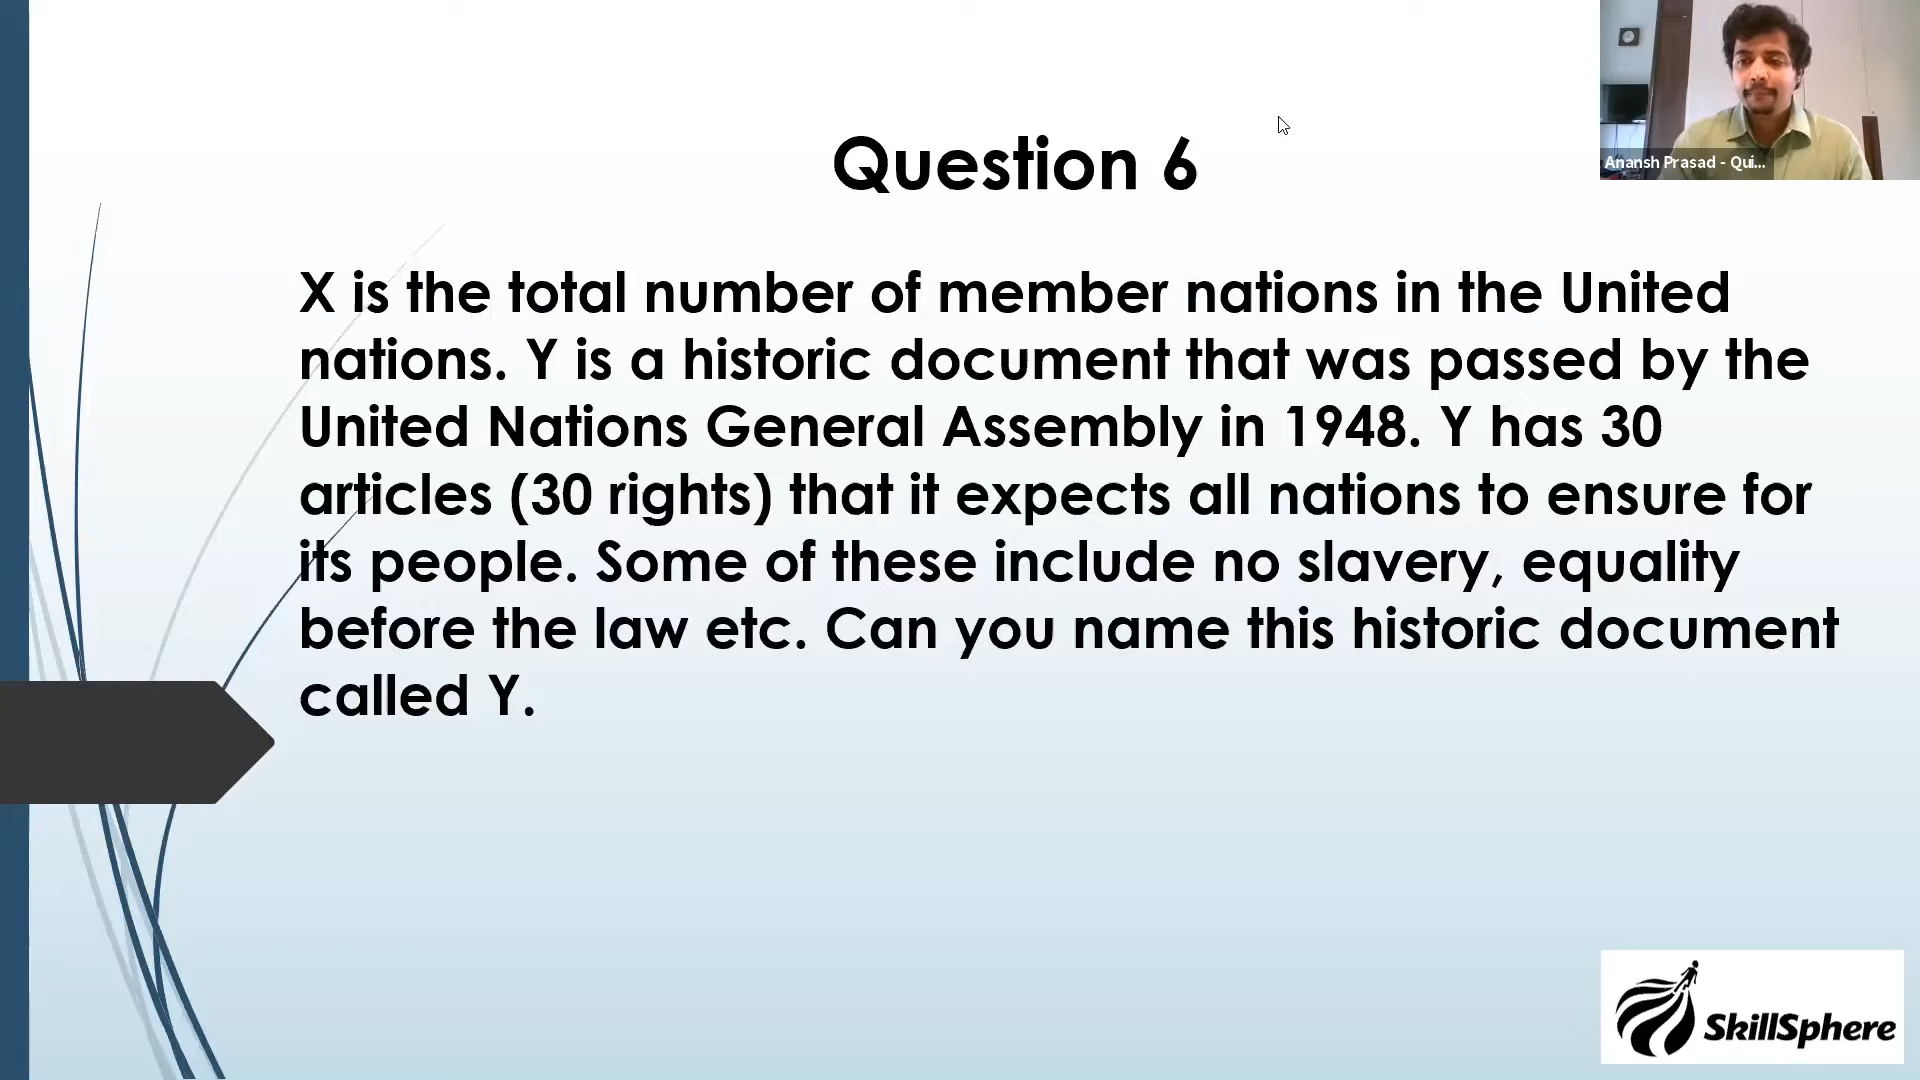 Question 6
X is the total number of member nations in the United
nations. Y is a historic document that was passed by the
United Nations General Assembly in 1948. Y has 30
articles (30 rights) that it expects all nations to ensure for
its people. Some of these include no slavery, equality
before the law etc. Can you name this historic document
called Y.
Anansh Prasad - Qui...
SkillSphere